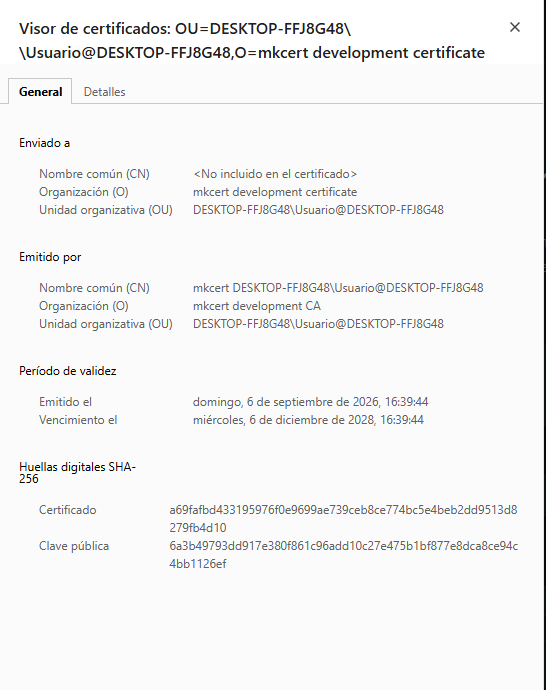 Visor de certificados: OU=DESKTOP-FFJ8G48\
\Usuario@DESKTOP-FFJ8G48,O=mkcert development certificate
General
Detalles
Enviado a
Nombre común (CN) <No incluido en el certificado>
Organización (O) mkcert development certificate
Unidad organizativa (OU) DESKTOP-FFJ8G48\Usuario@DESKTOP-FFJ8G48
Emitido por
Nombre común (CN) mkcert DESKTOP-FFJ8G48\Usuario@DESKTOP-FFJ8G48
Organización (O) mkcert development CA
Unidad organizativa (OU) DESKTOP-FFJ8G48\Usuario@DESKTOP-FFJ8G48
Período de validez
Emitido el domingo, 6 de septiembre de 2026, 16:39:44
Vencimiento el miércoles, 6 de diciembre de 2028, 16:39:44
Huellas digitales SHA-
256
Certificado a69fafbd433195976f0e9699ae739ceb8ce774bc5e4beb2dd9513d8
279fb4d10
Clave pública 6a3b49793dd917e380f861c96add10c27e475b1bf877e8dca8ce94c
4bb1126ef